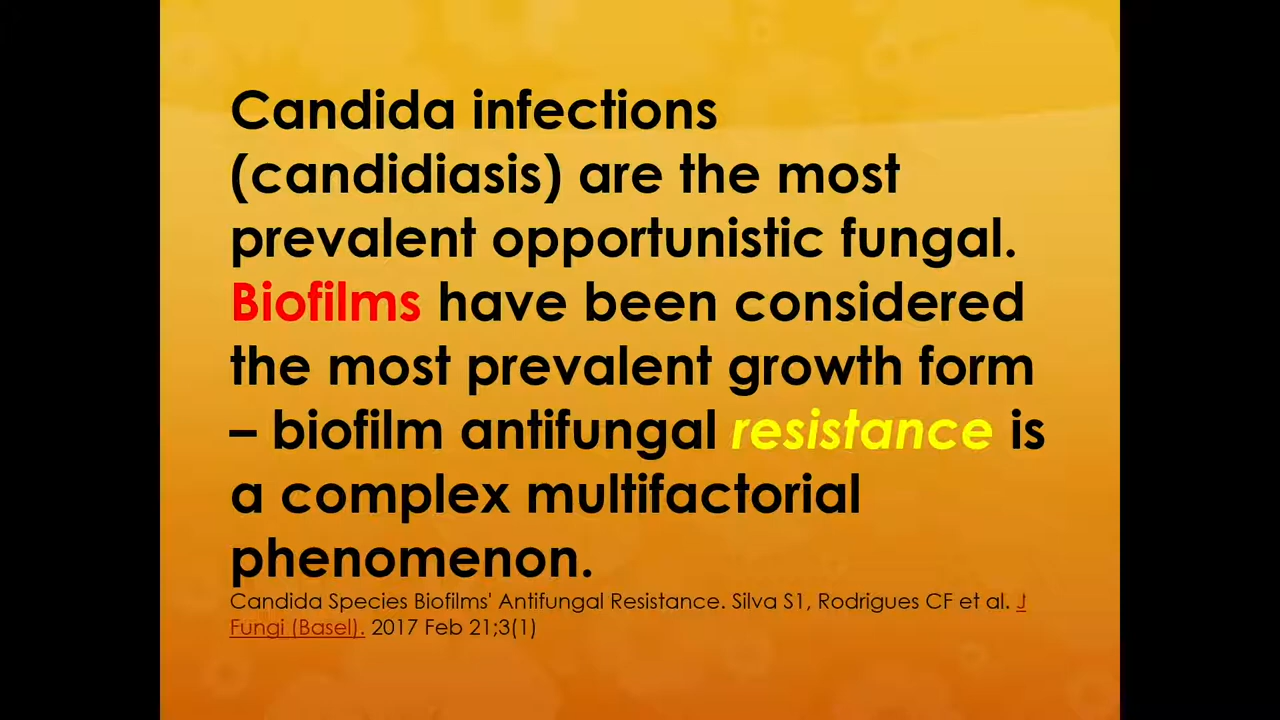 Candida infections
(candidiasis) are the most
prevalent opportunistic fungal.
Biofilms have been considered
the most prevalent growth form
– biofilm antifungal resistance is
a complex multifactorial
phenomenon.
Candida Species Biofilms' Antifungal Resistance. Silva S1, Rodrigues CF et al. J
Fungi (Basel). 2017 Feb 21;3(1)